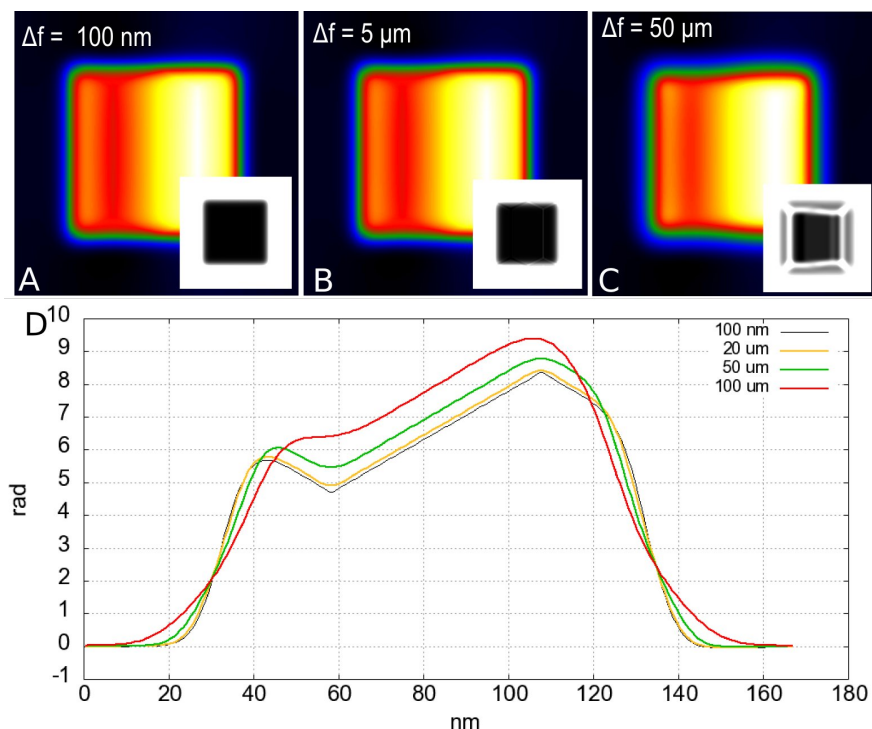 Δf = 100 nm
Δf = 5 μm
Δf = 50 μm
A
B
C
D
10
9
8
7
6
5
4
3
2
1
0
-1
rad
100 nm
20 um
50 um
100 um
0
20
40
60
80
100
120
140
160
180
nm